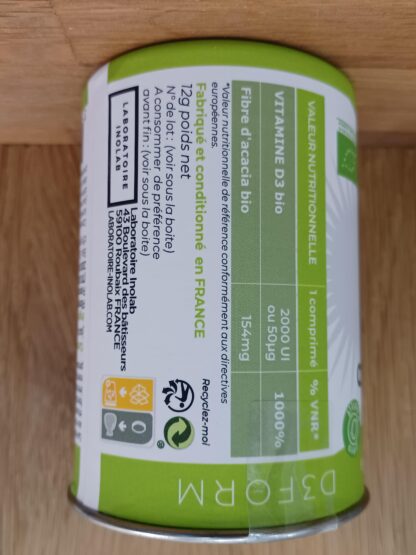 D3FORM
VALEUR NUTRITIONNELLE 1 comprimé % VNR*
VITAMINE D3 bio 2000 UI ou 50µg 1000%
Fibre d'acacia bio 154mg
*Valeur nutritionnelle de référence conformément aux directives
européennes.
Fabriqué et conditionné en FRANCE
12g poids net
N° de lot : (voir sous la boite)
A consommer de préférence
avant fin : (voir sous la boite)
Recyclez-moi
LABORATOIRE
INOLAB
Laboratoire Inolab
43 Boulevard des bâtisseurs
59100 Roubaix FRANCE
LABORATOIRE-INOLAB.COM